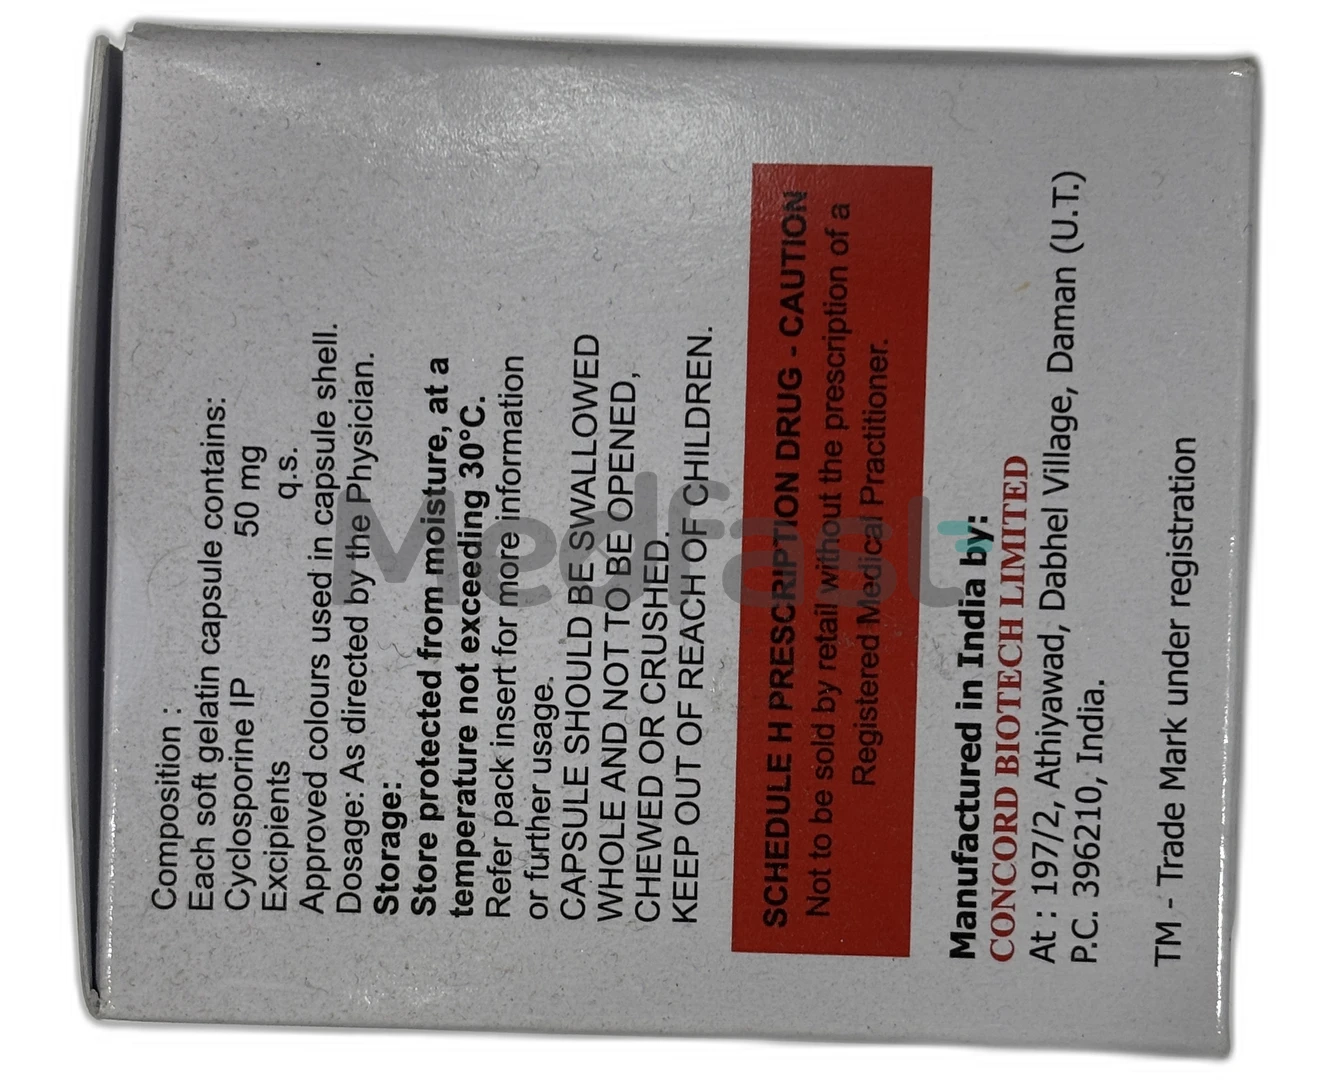 Composition :
Each soft gelatin capsule contains:
Cyclosporine IP 50 mg
Excipients q.s.
Approved colours used in capsule shell.
Dosage: As directed by the Physician.
Storage:
Store protected from moisture, at a
temperature not exceeding 30°C.
Refer pack insert for more information
or further usage.
CAPSULE SHOULD BE SWALLOWED
WHOLE AND NOT TO BE OPENED,
CHEWED OR CRUSHED.
KEEP OUT OF REACH OF CHILDREN.
SCHEDULE H PRESCRIPTION DRUG - CAUTION
Not to be sold by retail without the prescription of a
Registered Medical Practitioner.
Manufactured in India by:
CONCORD BIOTECH LIMITED
At : 197/2, Athiyawad, Dabhel Village, Daman (U.T.)
P.C. 396210, India.
TM - Trade Mark under registration
Medfast